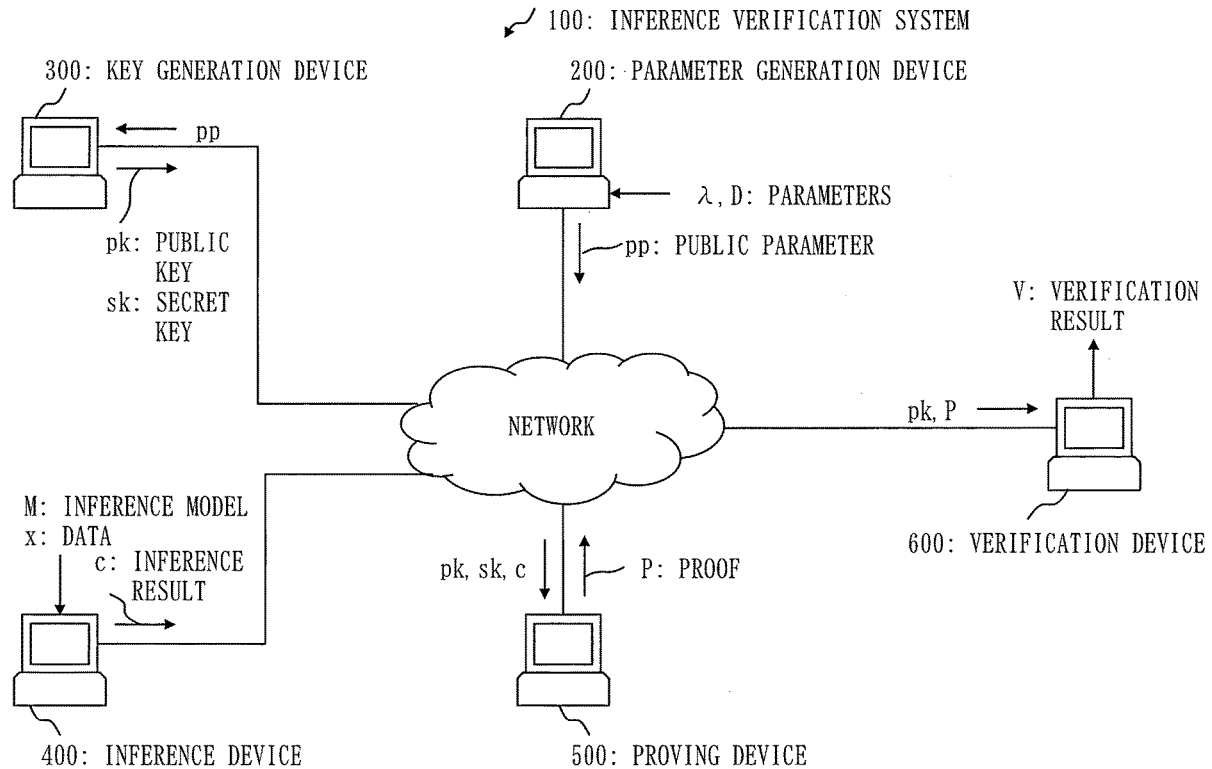 100: INFERENCE VERIFICATION SYSTEM
300: KEY GENERATION DEVICE
200: PARAMETER GENERATION DEVICE
pp
λ, D: PARAMETERS
pk: PUBLIC
KEY
sk: SECRET
KEY
pp: PUBLIC PARAMETER
V: VERIFICATION
RESULT
NETWORK
pk, P
M: INFERENCE MODEL
x: DATA
c: INFERENCE
RESULT
pk, sk, c
P: PROOF
600: VERIFICATION DEVICE
400: INFERENCE DEVICE
500: PROVING DEVICE